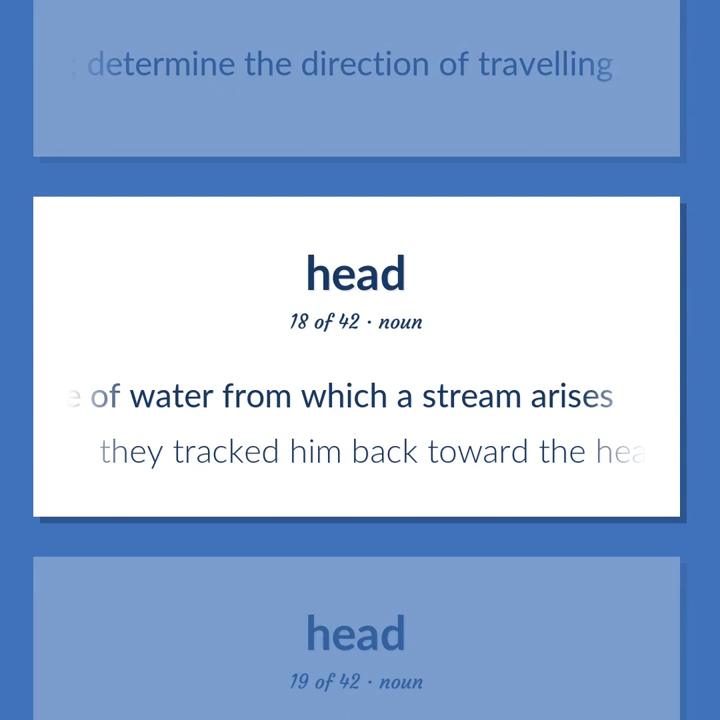 ; determine the direction of travelling
head
18 of 42 · noun
e of water from which a stream arises
they tracked him back toward the hea
head
19 of 42 · noun